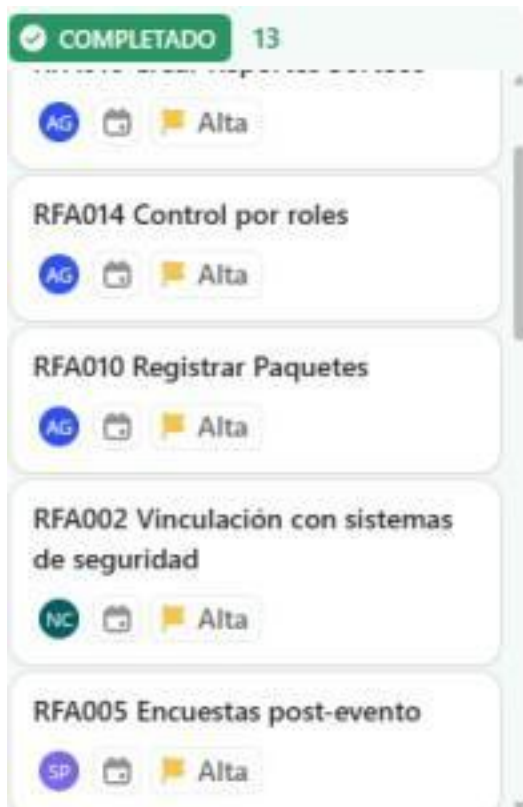 COMPLETADO 13
AG Alta
RFA014 Control por roles
AG Alta
RFA010 Registrar Paquetes
AG Alta
RFA002 Vinculación con sistemas
de seguridad
NC Alta
RFA005 Encuestas post-evento
SP Alta